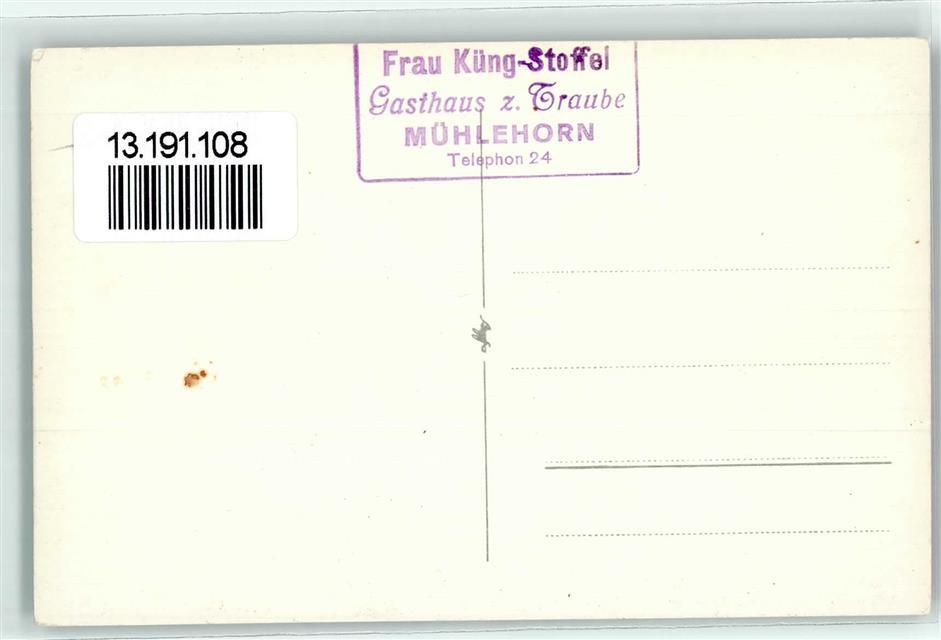 Frau Küng-Stoffel
Gasthaus z. Traube
MÜHLEHORN
Telephon 24
13.191.108